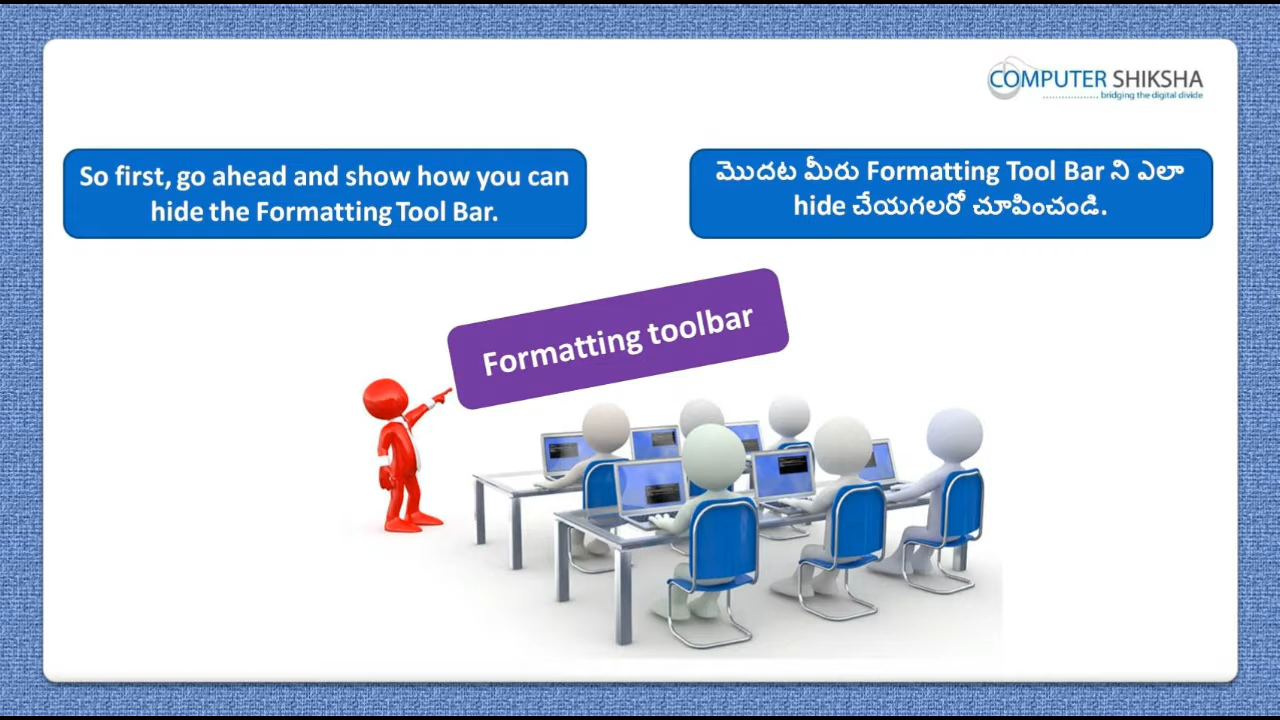 COMPUTER SHIKSHA
bridging the digital divide
So first, go ahead and show how you can
hide the Formatting Tool Bar.
మొదట మీరు Formatting Tool Bar ని ఎలా
hide చేయగలరో చూపించండి.
Formatting toolbar